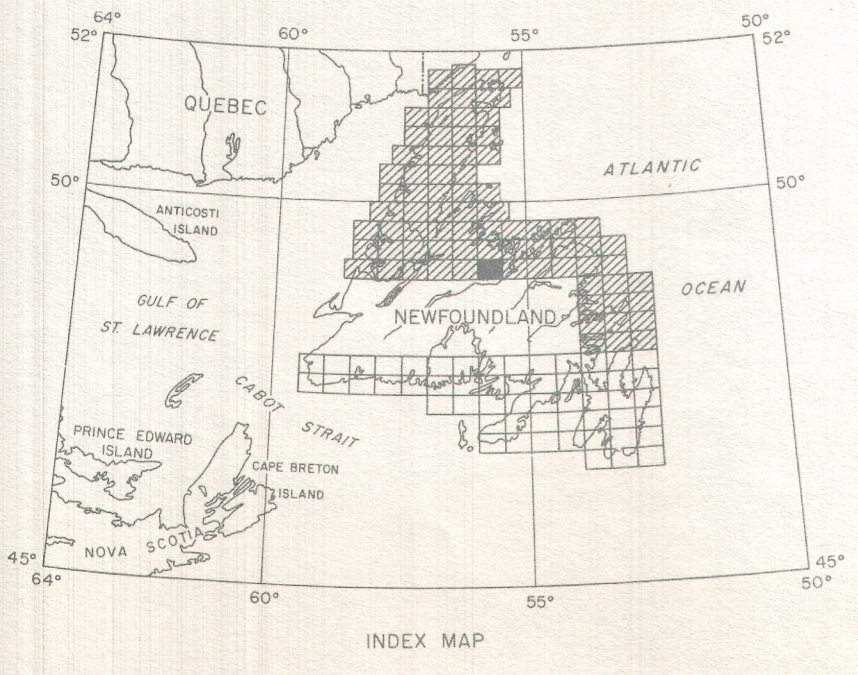 64°
52°
60°
55°
50°
52°
QUEBEC
ATLANTIC
50°
50°
ANTICOSTI
ISLAND
OCEAN
GULF OF
ST. LAWRENCE
NEWFOUNDLAND
CABOT STRAIT
PRINCE EDWARD
ISLAND
CAPE BRETON
ISLAND
NOVA SCOTIA
45°
64°
60°
55°
45°
50°
INDEX MAP